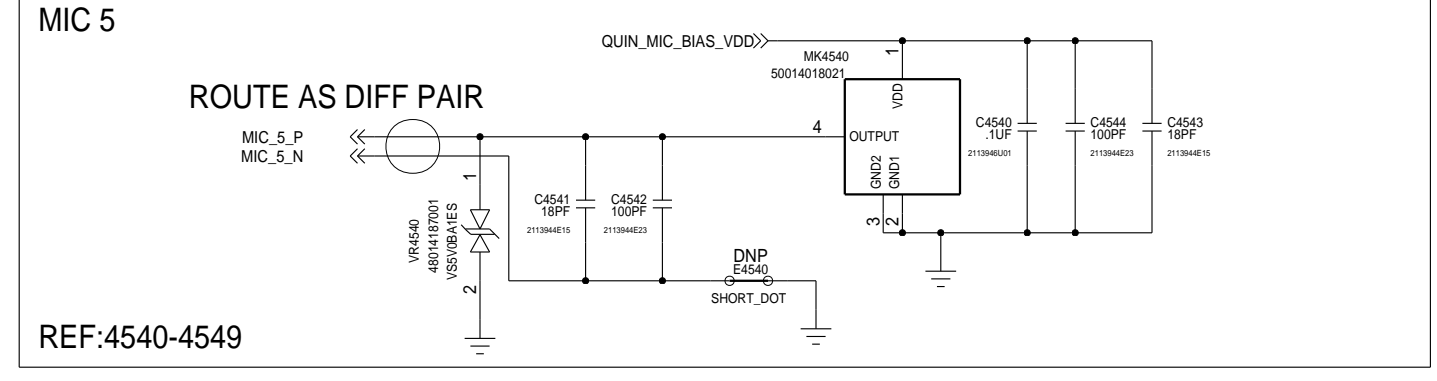 MIC 5
QUIN_MIC_BIAS_VDD
MK4540
50014018021
1
VDD
ROUTE AS DIFF PAIR
MIC_5_P
MIC_5_N
4
OUTPUT
GND2
GND1
3
2
C4540
.1UF
2113946U01
C4544
100PF
2113944E23
C4543
18PF
2113944E15
1
VR4540
48014187001
VS5V0BA1ES
2
C4541
18PF
2113944E15
C4542
100PF
2113944E23
DNP
E4540
SHORT_DOT
REF:4540-4549